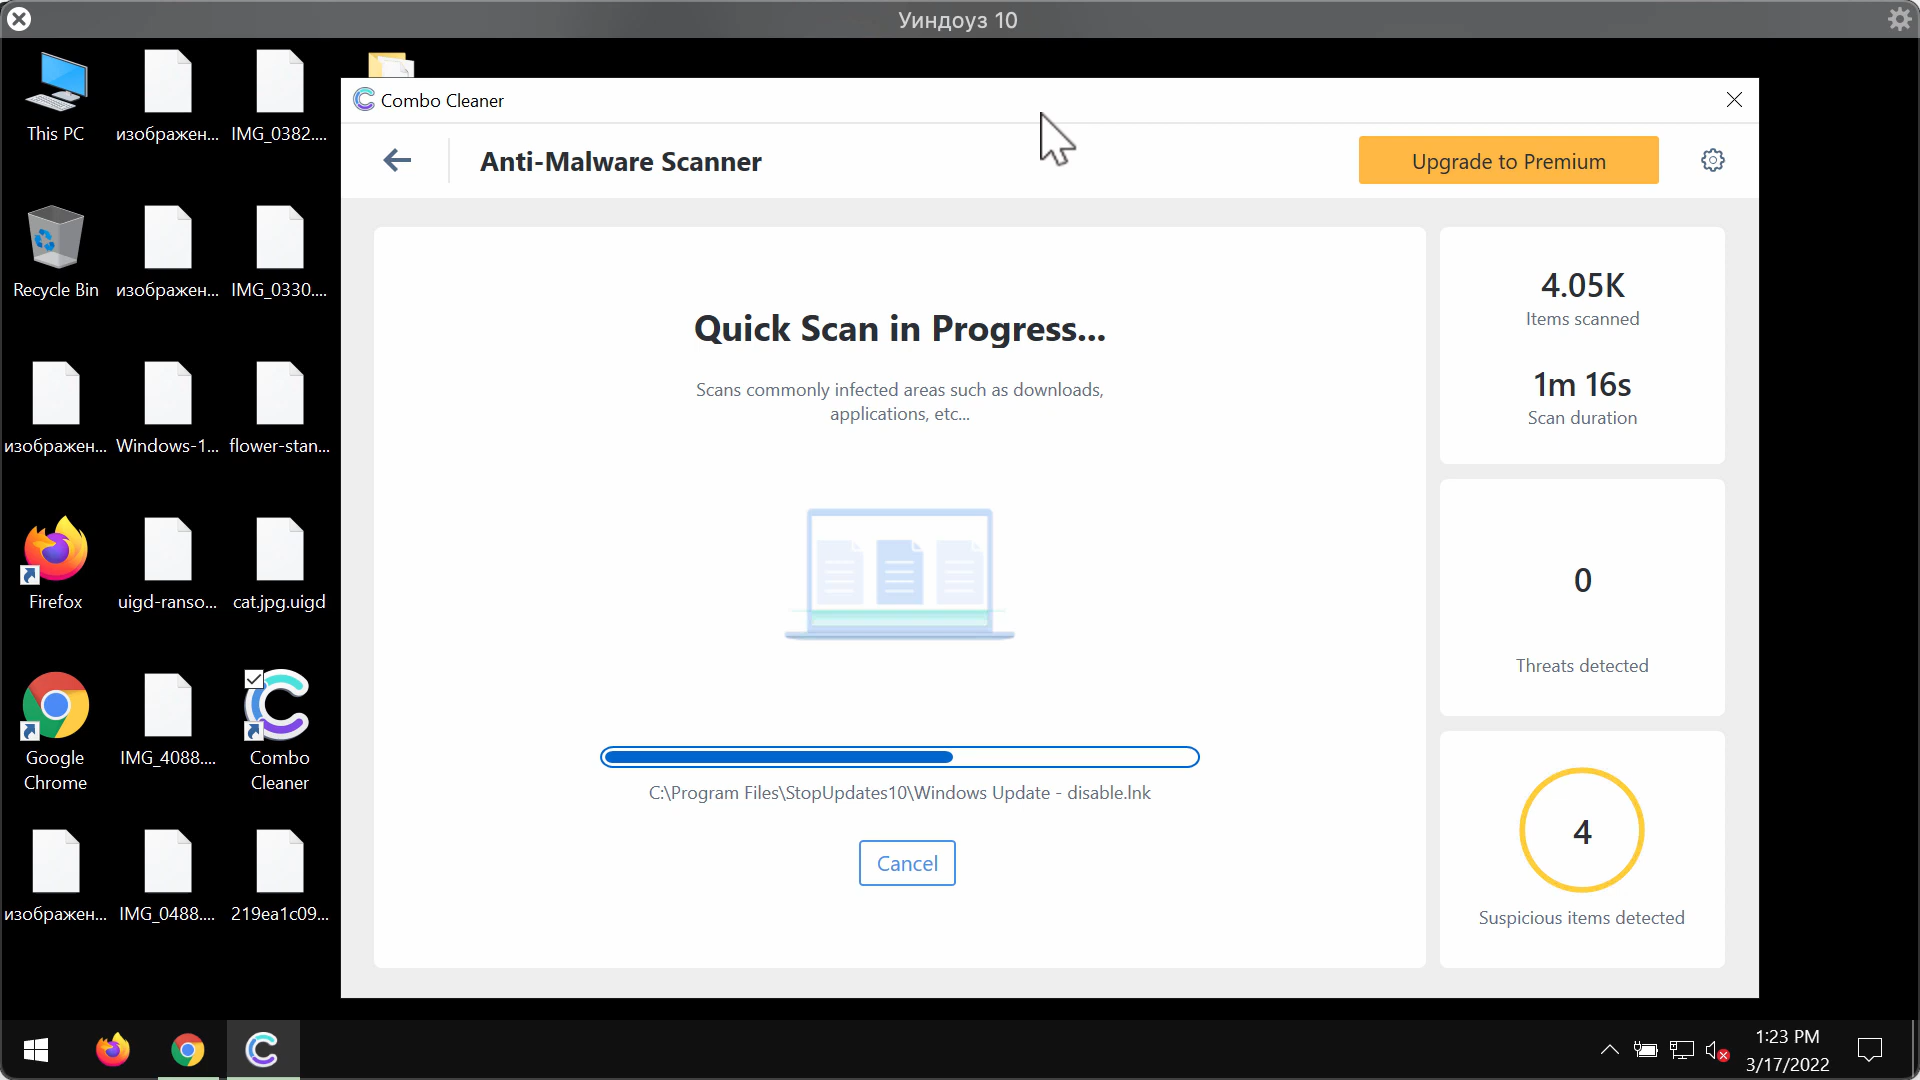 Уиндоуз 10
This PC
изображен...
IMG_0382....
Recycle Bin
изображен...
IMG_0330....
изображен...
Windows-1...
flower-stan...
Firefox
uigd-ranso...
cat.jpg.uigd
Google
Chrome
IMG_4088....
Combo
Cleaner
изображен...
IMG_0488....
219ea1c09...
Combo Cleaner
Anti-Malware Scanner
Upgrade to Premium
Quick Scan in Progress...
Scans commonly infected areas such as downloads,
applications, etc...
C:\Program Files\StopUpdates10\Windows Update - disable.lnk
Cancel
4.05K
Items scanned
1m 16s
Scan duration
0
Threats detected
4
Suspicious items detected
1:23 PM
3/17/2022